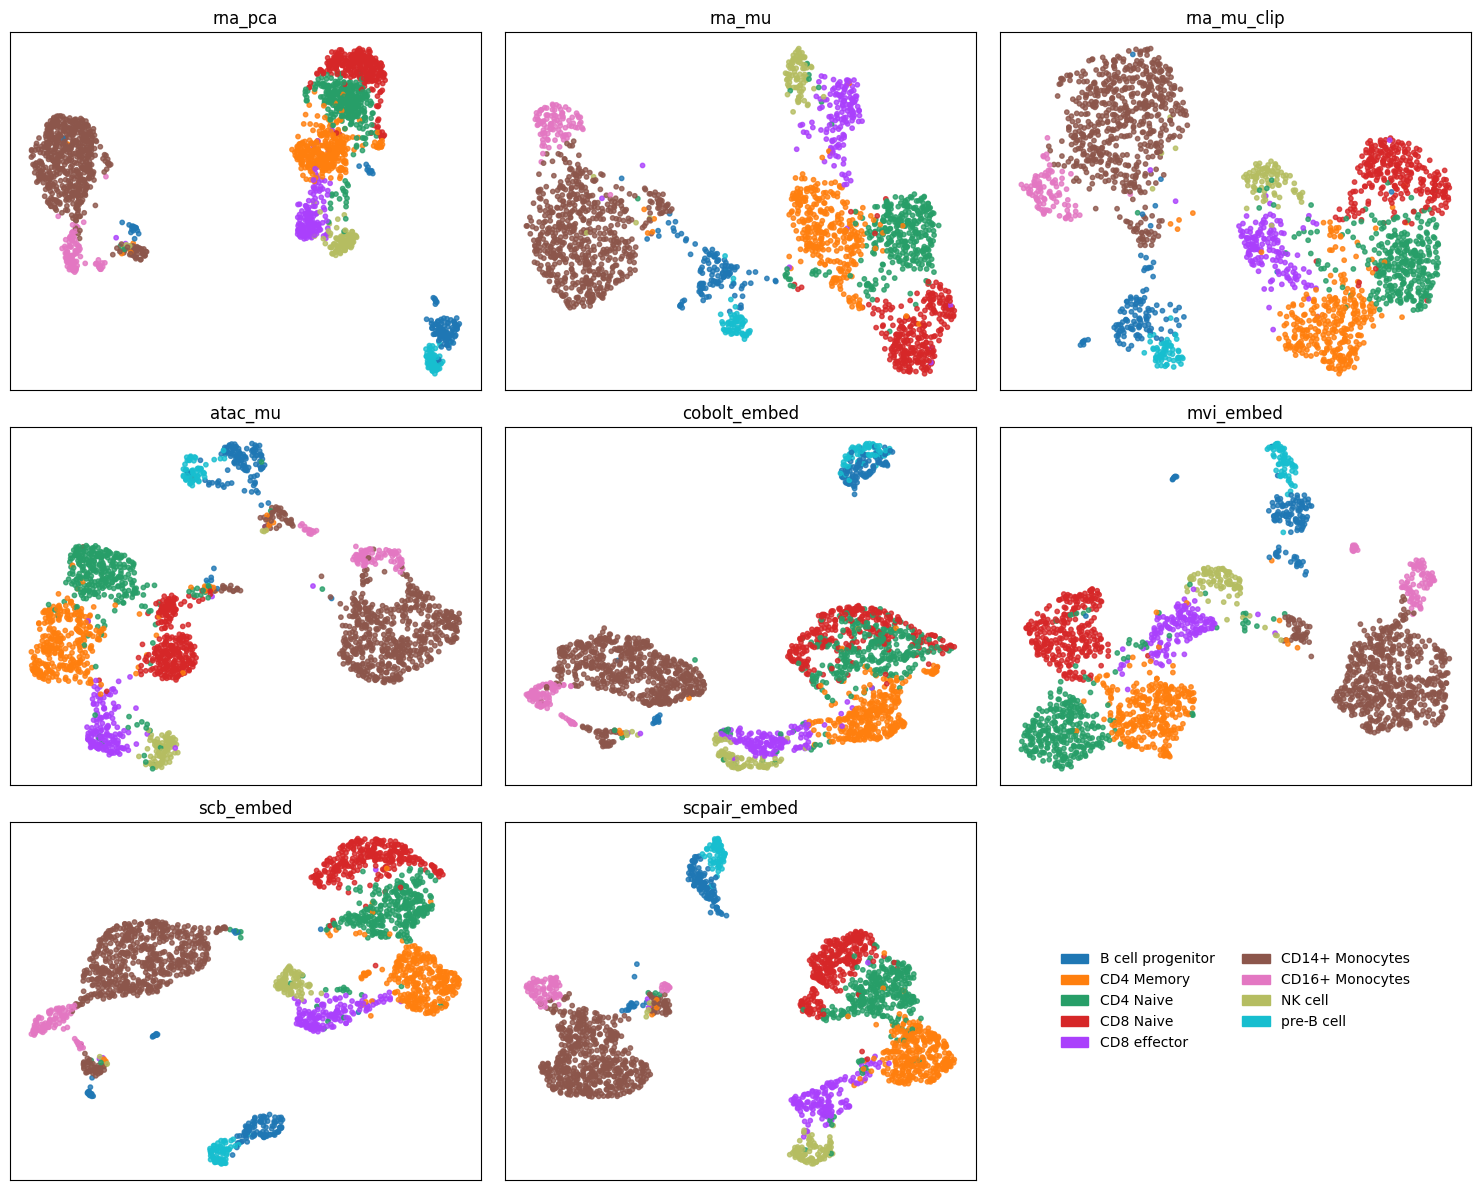 rna_pca
rna_mu
rna_mu_clip
atac_mu
cobolt_embed
mvi_embed
scb_embed
scpair_embed
B cell progenitor
CD4 Memory
CD4 Naive
CD8 Naive
CD8 effector
CD14+ Monocytes
CD16+ Monocytes
NK cell
pre-B cell